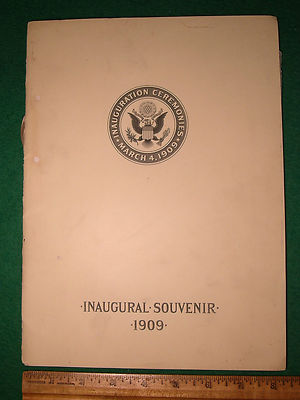 ·INAUGURATION CEREMONIES·
MARCH 4, 1909
·INAUGURAL·SOUVENIR·
·1909·